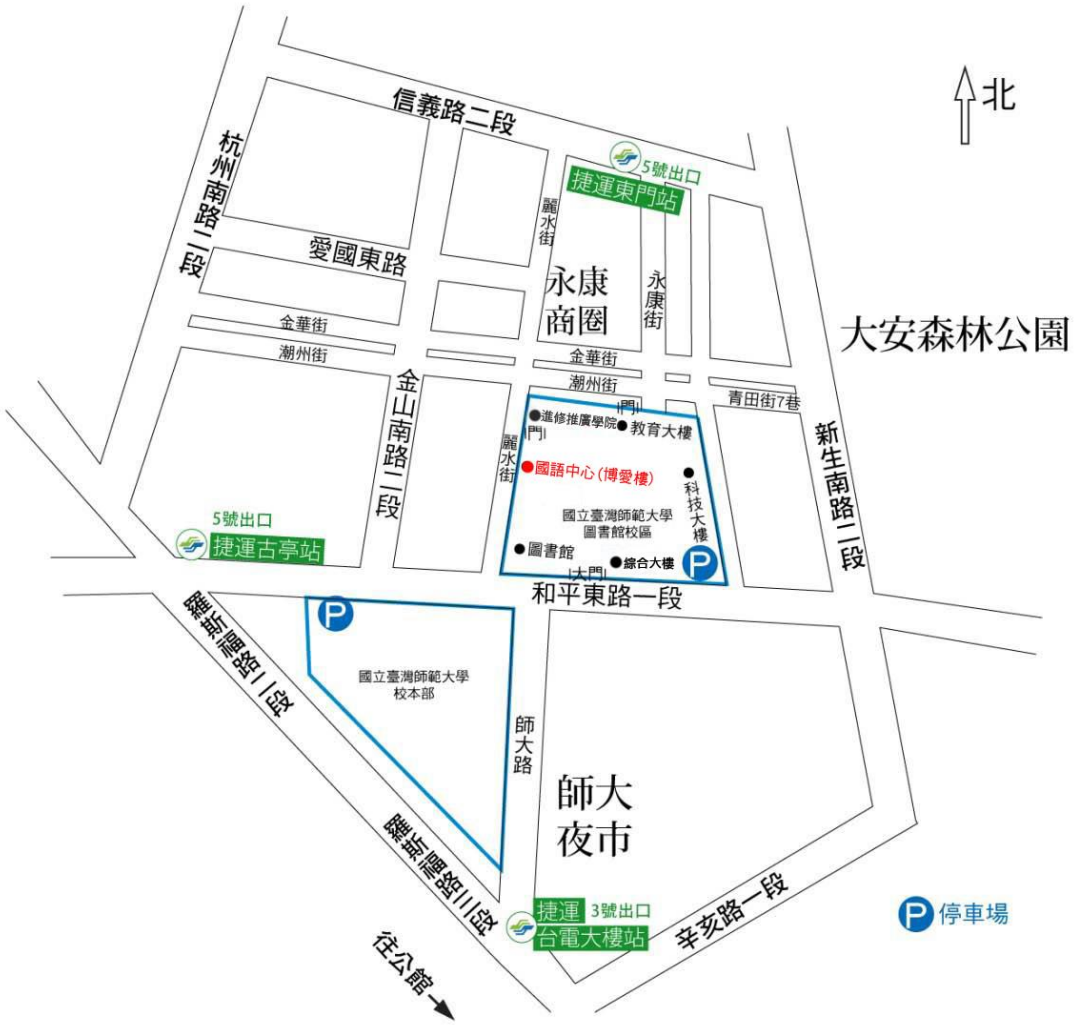 北
信義路二段
5號出口
捷運東門站
杭州南路二段
麗水街
愛國東路
永康
商圈
永康街
大安森林公園
金華街
潮州街
金華街
潮州街
青田街7巷
金山南路二段
|門|
進修推廣學院
教育大樓
|門|
麗水街
新生南路二段
國語中心(博愛樓)
科技大樓
國立臺灣師範大學
圖書館校區
5號出口
捷運古亭站
圖書館
綜合大樓
P
|大門|
和平東路一段
羅斯福路二段
P
國立臺灣師範大學
校本部
師大路
師大
夜市
羅斯福路三段
捷運 3號出口
台電大樓站
辛亥路一段
P 停車場
往公館